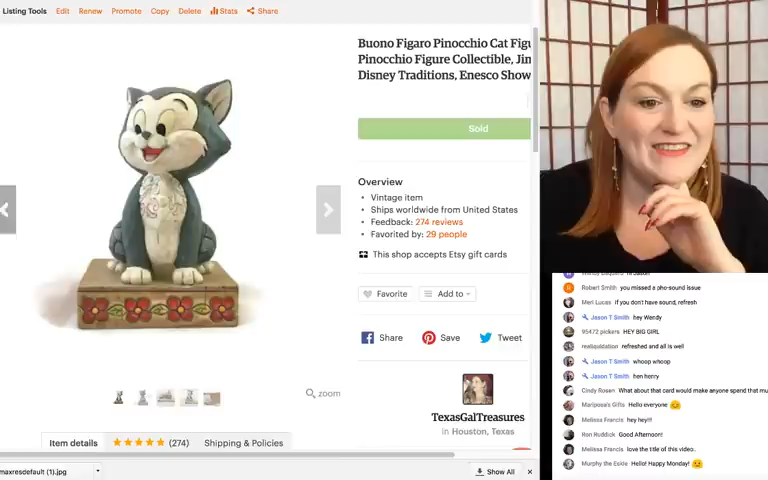 Listing Tools Edit Renew Promote Copy Delete Stats Share
Buono Figaro Pinocchio Cat Figu
Pinocchio Figure Collectible, Jim
Disney Traditions, Enesco Show
Sold
Overview
• Vintage item
• Ships worldwide from United States
• Feedback: 274 reviews
• Favorited by: 29 people
This shop accepts Etsy gift cards
Favorite Add to
Share Save Tweet
zoom
TexasGalTreasures
in Houston, Texas
Item details (274) Shipping & Policies
maxresdefault (1).jpg
Show All
Robert Smith you missed a pho-sound issue
Meri Lucas if you don't have sound, refresh
Jason T Smith hey Wendy
95472 pickers HEY BIG GIRL
realiquidation refreshed and all is well
Jason T Smith whoop whoop
Jason T Smith hen henry
Cindy Rosen What about that card would make anyone spend that mu
Mariposa's Gifts Hello everyone
Melissa Francis hey hey!!!
Ron Roddick Good Afternoon!
Melissa Francis love the title of this video..
Murphy the Eskie Hello! Happy Monday!